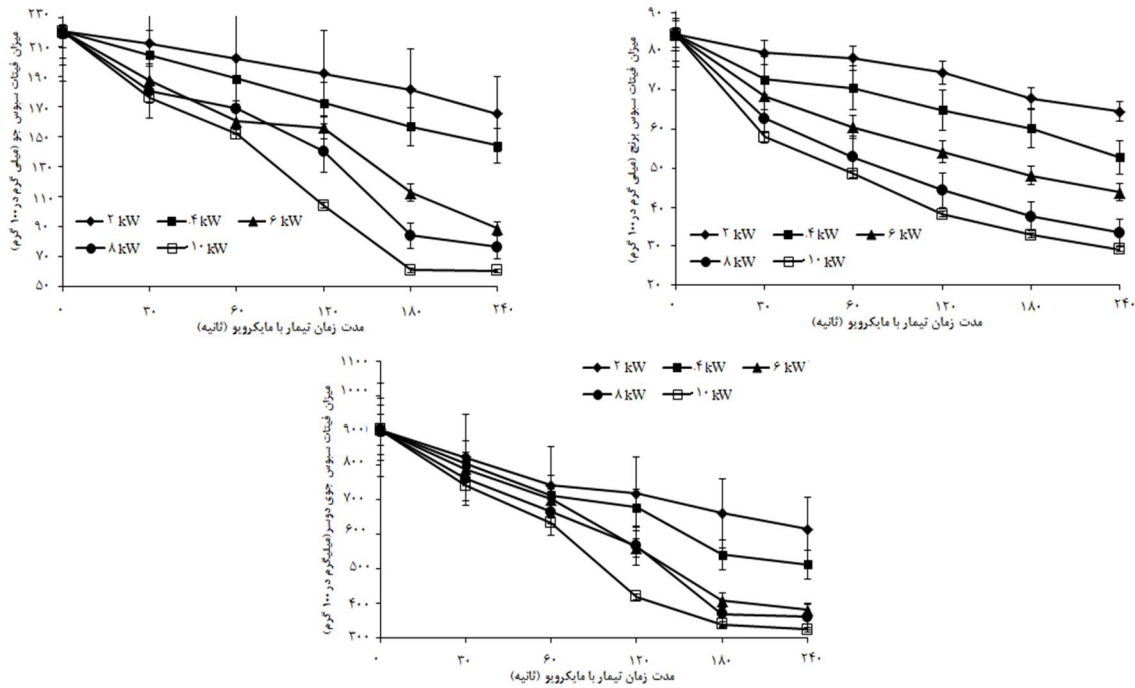 میزان فیتات سبوس جو (میلی گرم در ۱۰۰ گرم)
۲۳۰
۲۱۰
۱۹۰
۱۷۰
۱۵۰
۱۳۰
۱۱۰
۹۰
۷۰
۵۰
۲ kW
۴ kW
۶ kW
۸ kW
۱۰ kW
۰ ۳۰ ۶۰ ۱۲۰ ۱۸۰ ۲۴۰
مدت زمان تیمار با مایکرویو (ثانیه)
میزان فیتات سبوس برنج (میلی گرم در ۱۰۰ گرم)
۹۰
۸۰
۷۰
۶۰
۵۰
۴۰
۳۰
۲۰
۲ kW
۴ kW
۶ kW
۸ kW
۱۰ kW
۰ ۳۰ ۶۰ ۱۲۰ ۱۸۰ ۲۴۰
مدت زمان تیمار با مایکرویو (ثانیه)
میزان فیتات سبوس جوی دوسر(میلیگرم در ۱۰۰ گرم)
۱۱۰۰
۱۰۰۰
۹۰۰
۸۰۰
۷۰۰
۶۰۰
۵۰۰
۴۰۰
۳۰۰
۲ kW
۴ kW
۶ kW
۸ kW
۱۰ kW
۰ ۳۰ ۶۰ ۱۲۰ ۱۸۰ ۲۴۰
مدت زمان تیمار با مایکرویو (ثانیه)